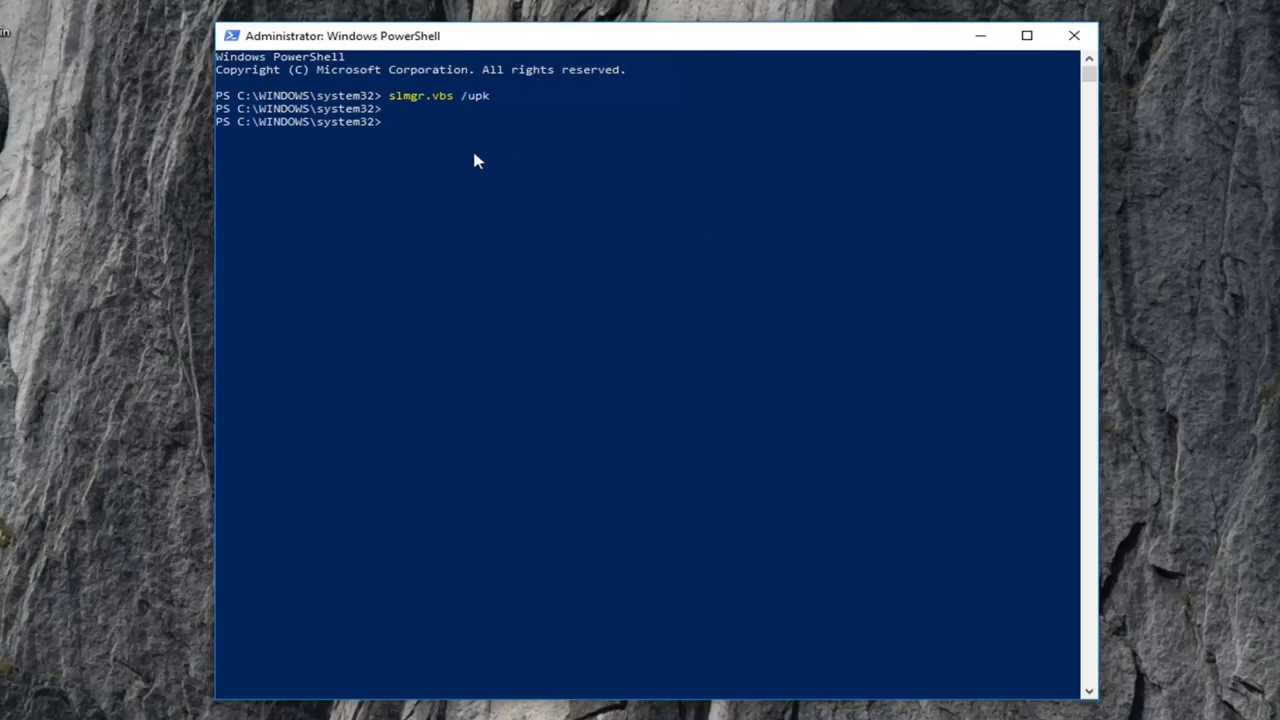 in
Administrator: Windows PowerShell
Windows PowerShell
Copyright (C) Microsoft Corporation. All rights reserved.
PS C:\WINDOWS\system32> slmgr.vbs /upk
PS C:\WINDOWS\system32>
PS C:\WINDOWS\system32>